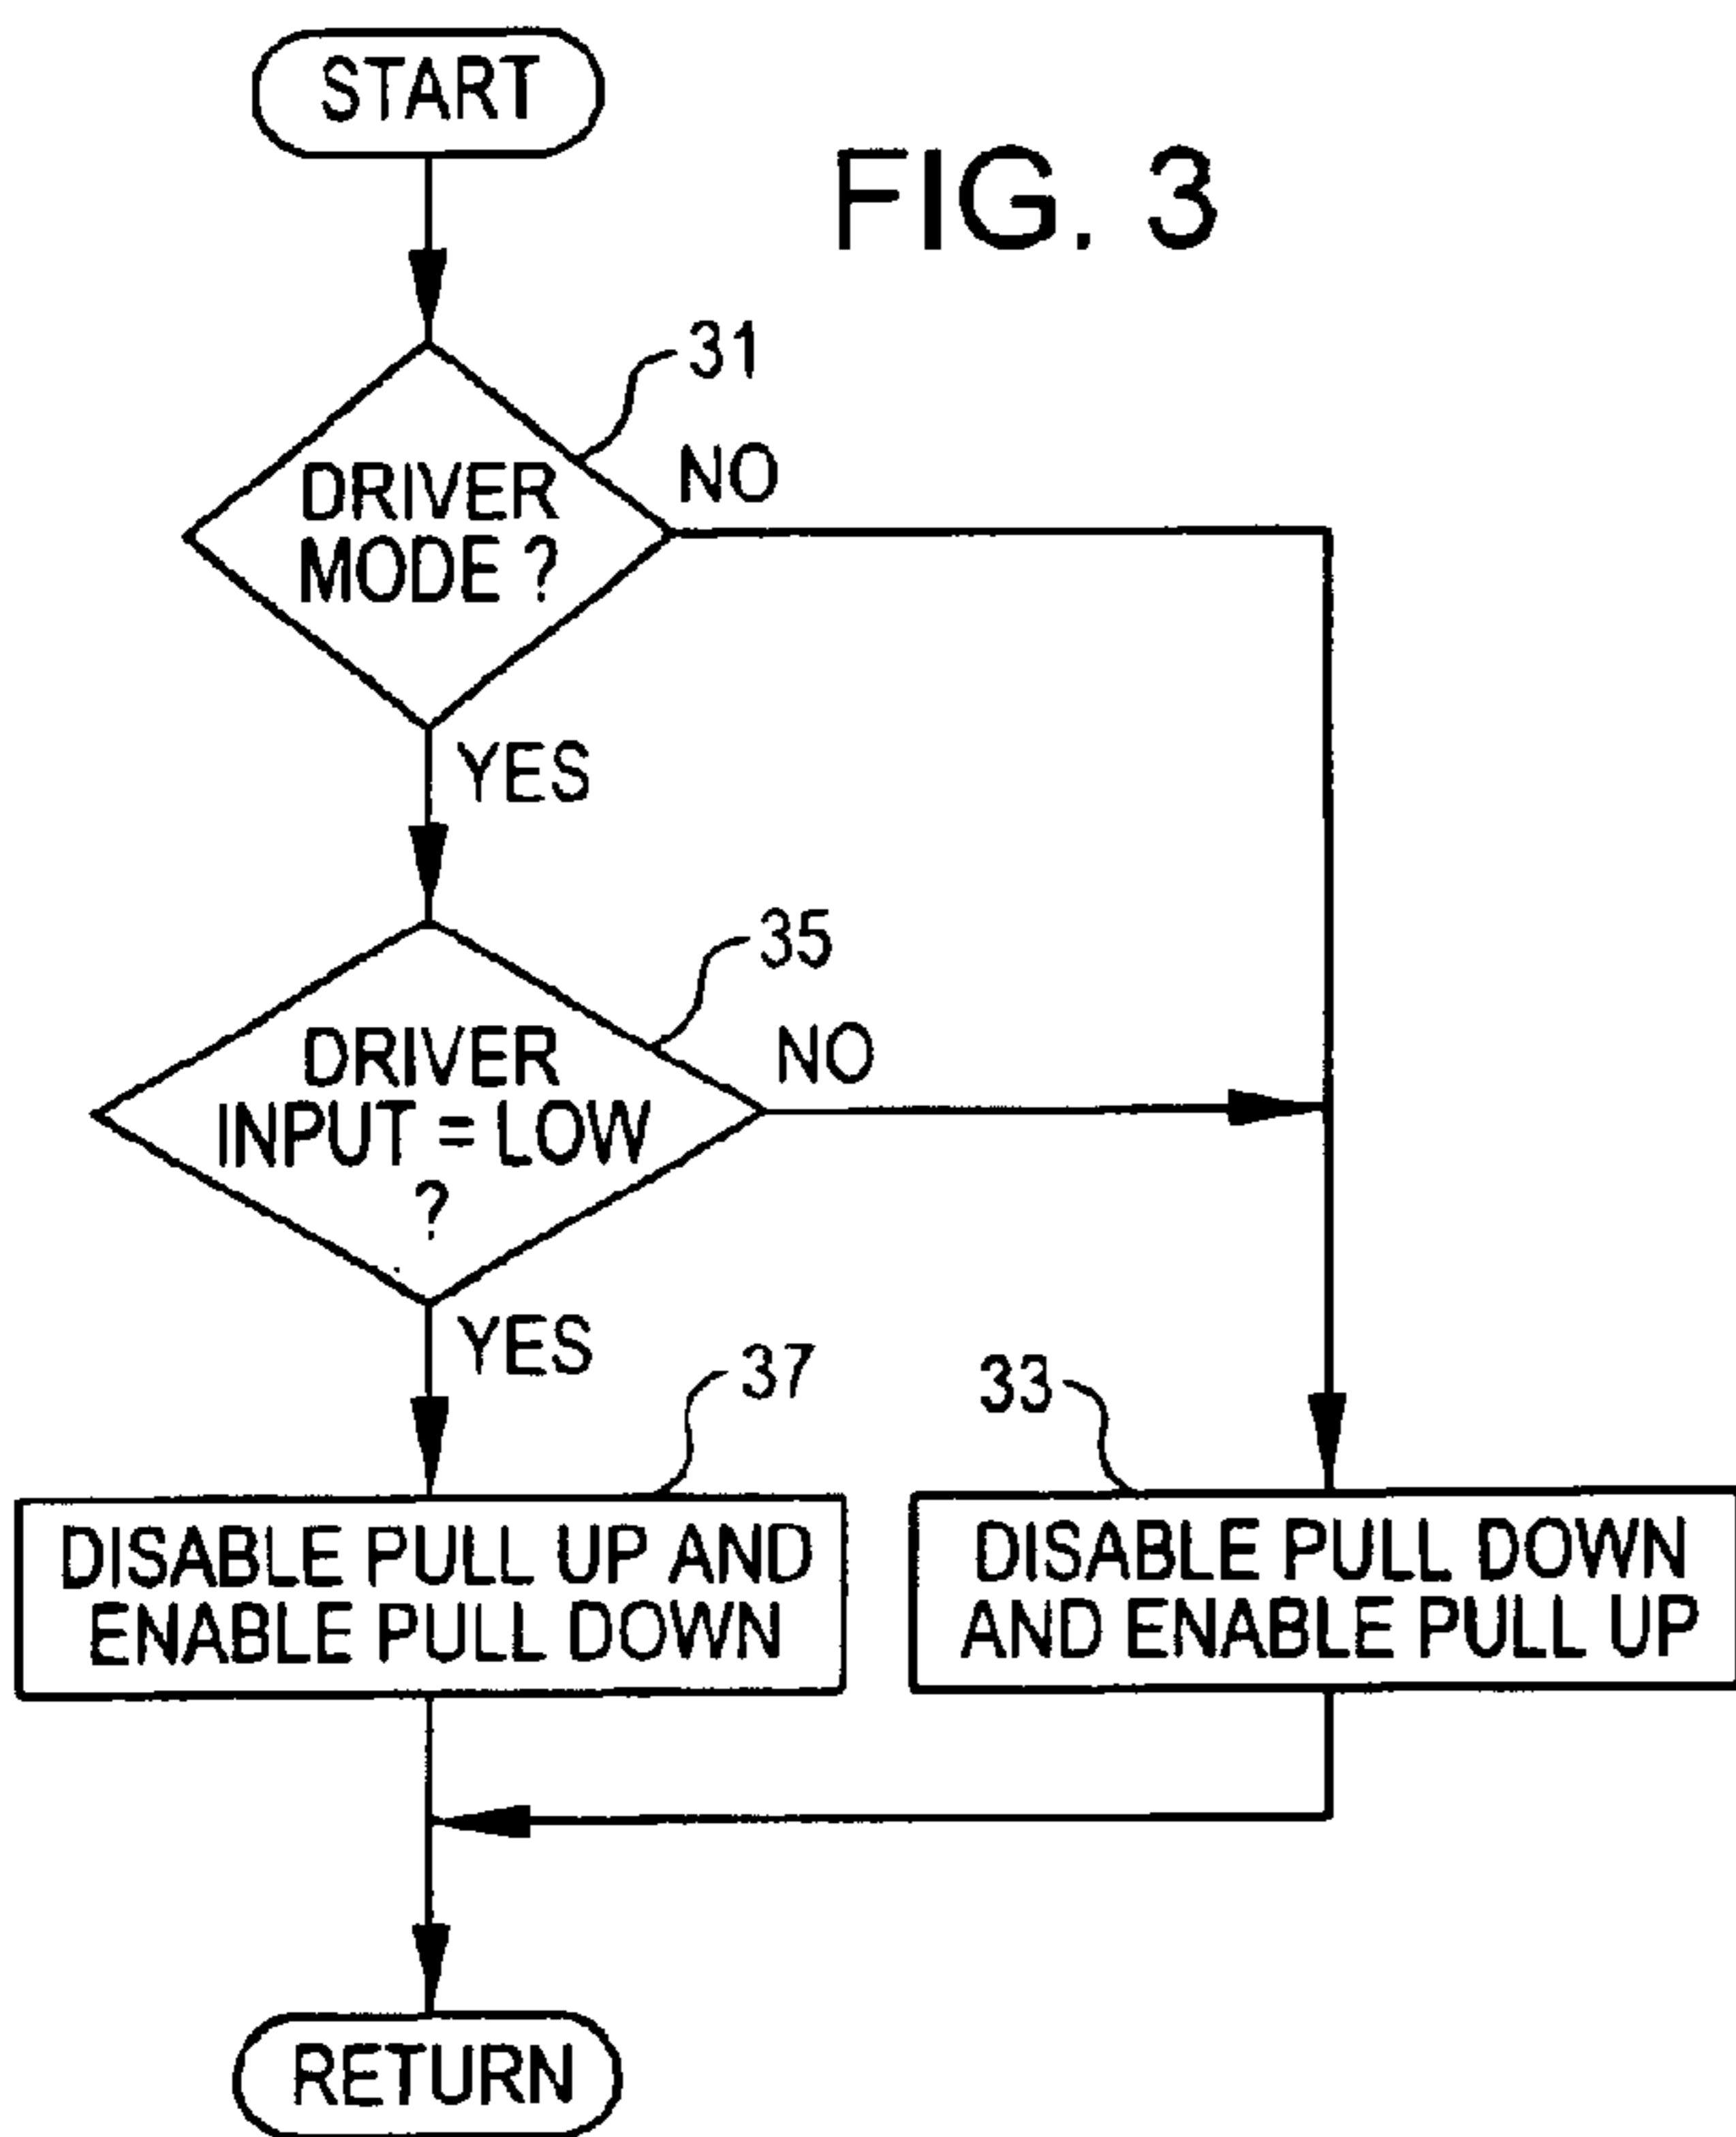 START
FIG. 3
31
DRIVER
MODE ?
NO
YES
35
DRIVER
INPUT = LOW
?
NO
YES
37
33
DISABLE PULL UP AND
ENABLE PULL DOWN
DISABLE PULL DOWN
AND ENABLE PULL UP
RETURN